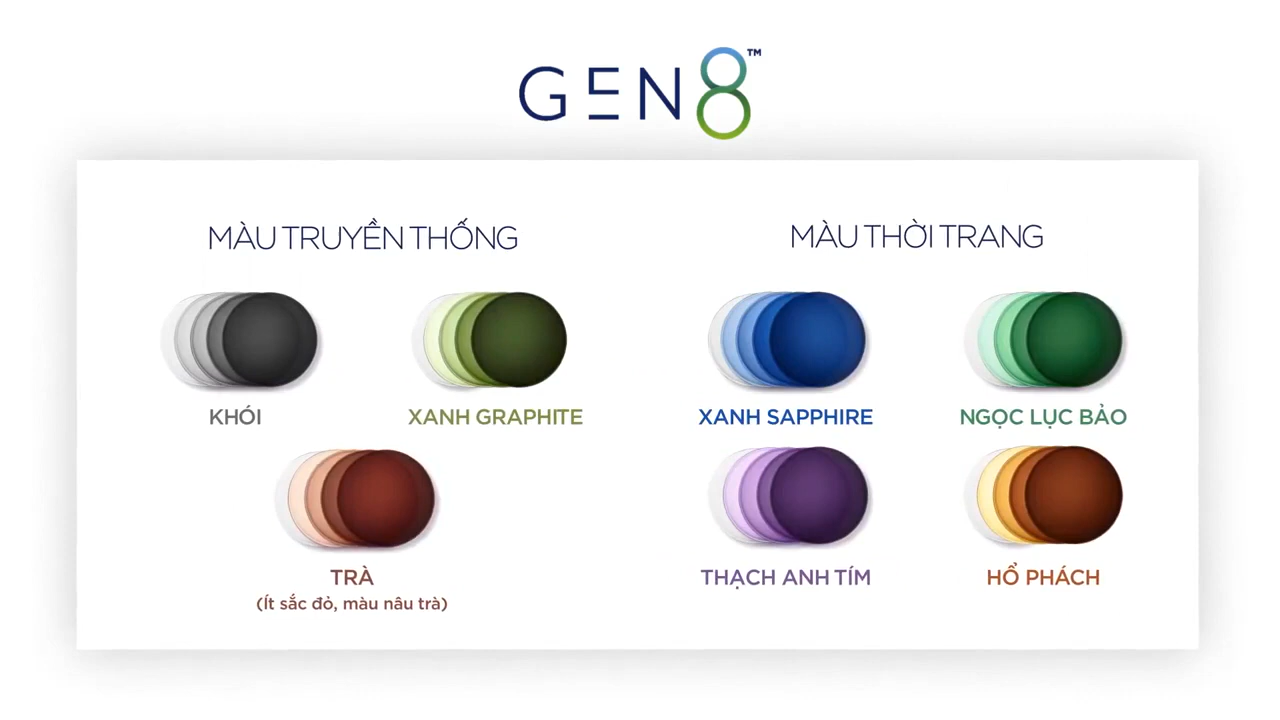 GEN8™
MÀU TRUYỀN THỐNG
KHÓI
XANH GRAPHITE
TRÀ
(Ít sắc đỏ, màu nâu trà)
MÀU THỜI TRANG
XANH SAPPHIRE
NGỌC LỤC BẢO
THẠCH ANH TÍM
HỔ PHÁCH